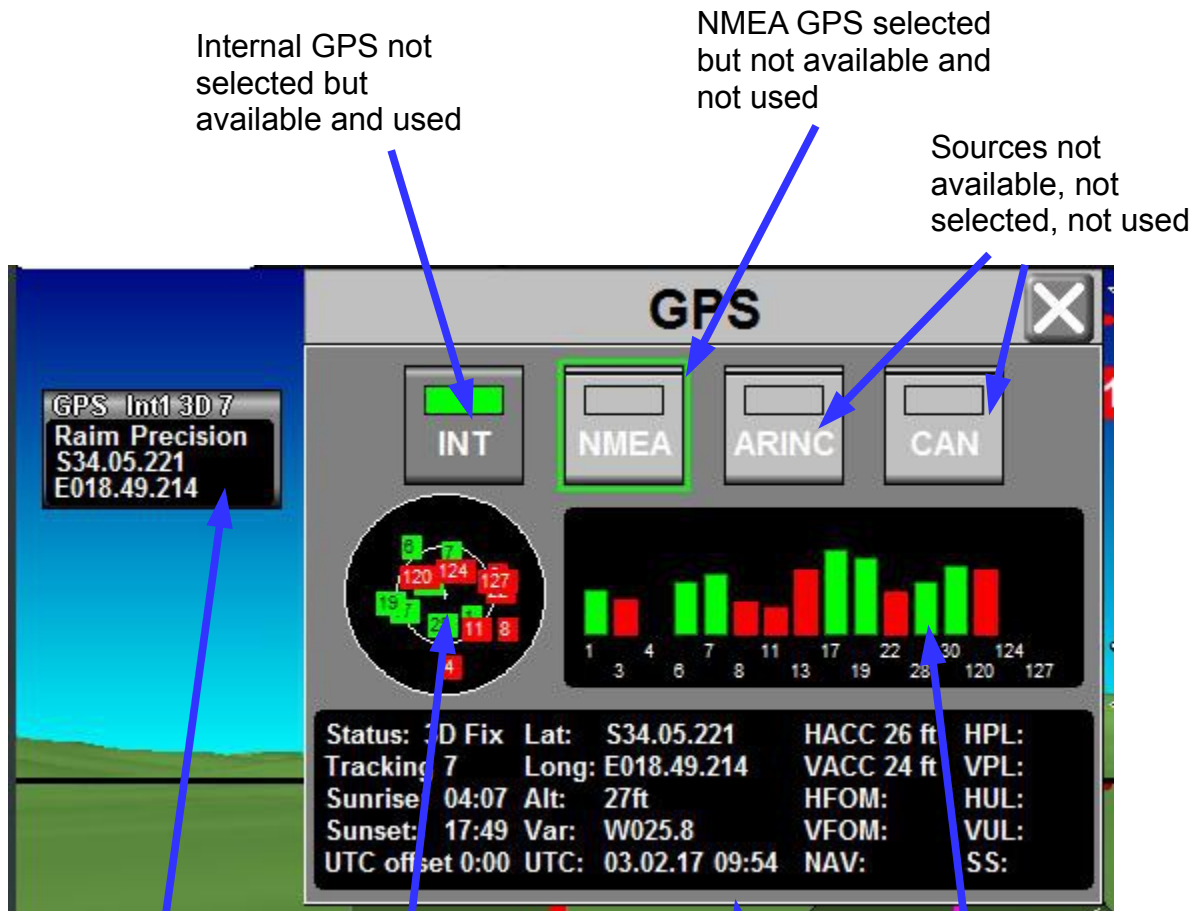 Internal GPS not
selected but
available and used
NMEA GPS selected
but not available and
not used
Sources not
available, not
selected, not used
GPS
GPS Int1 3D 7
Raim Precision
S34.05.221
E018.49.214
INT NMEA ARINC CAN
6 7
120 124 127
19 7
11 8
4
1 4 7 11 17 22 30 124
3 6 8 13 19 28 120 127
Status: 3D Fix Lat: S34.05.221 HACC 26 ft HPL:
Tracking 7 Long: E018.49.214 VACC 24 ft VPL:
Sunrise: 04:07 Alt: 27ft HFOM: HUL:
Sunset: 17:49 Var: W025.8 VFOM: VUL:
UTC offset 0:00 UTC: 03.02.17 09:54 NAV: SS: